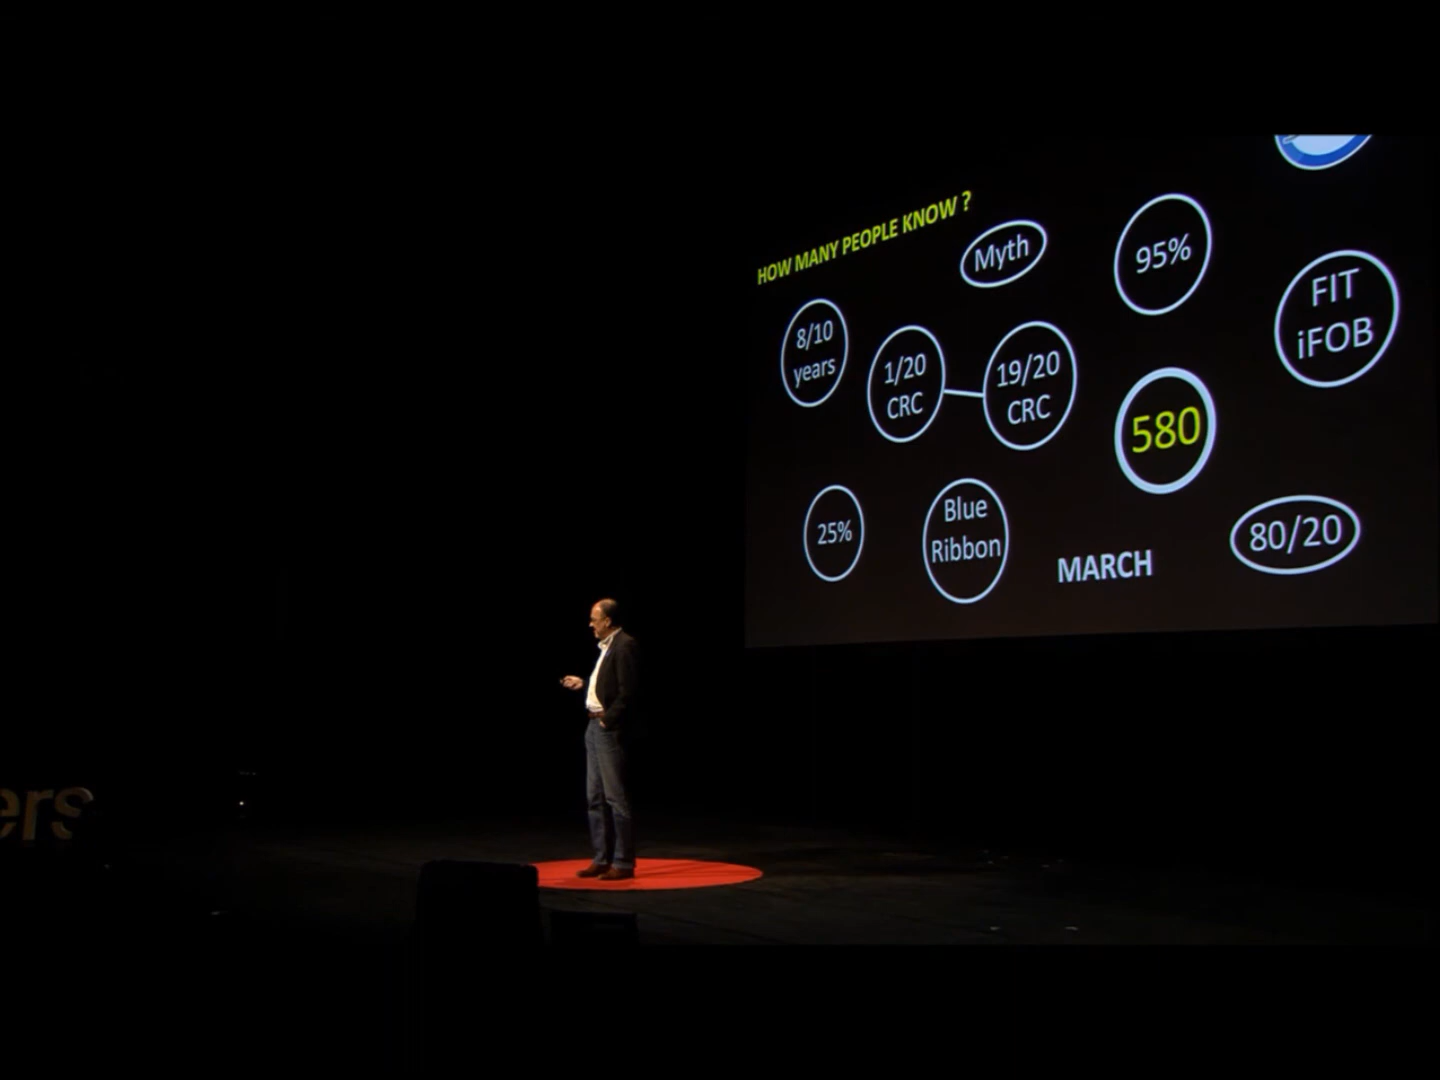 HOW MANY PEOPLE KNOW ?
Myth
95%
FIT
iFOB
8/10
years
1/20
CRC
19/20
CRC
580
25%
Blue
Ribbon
MARCH
80/20
ers